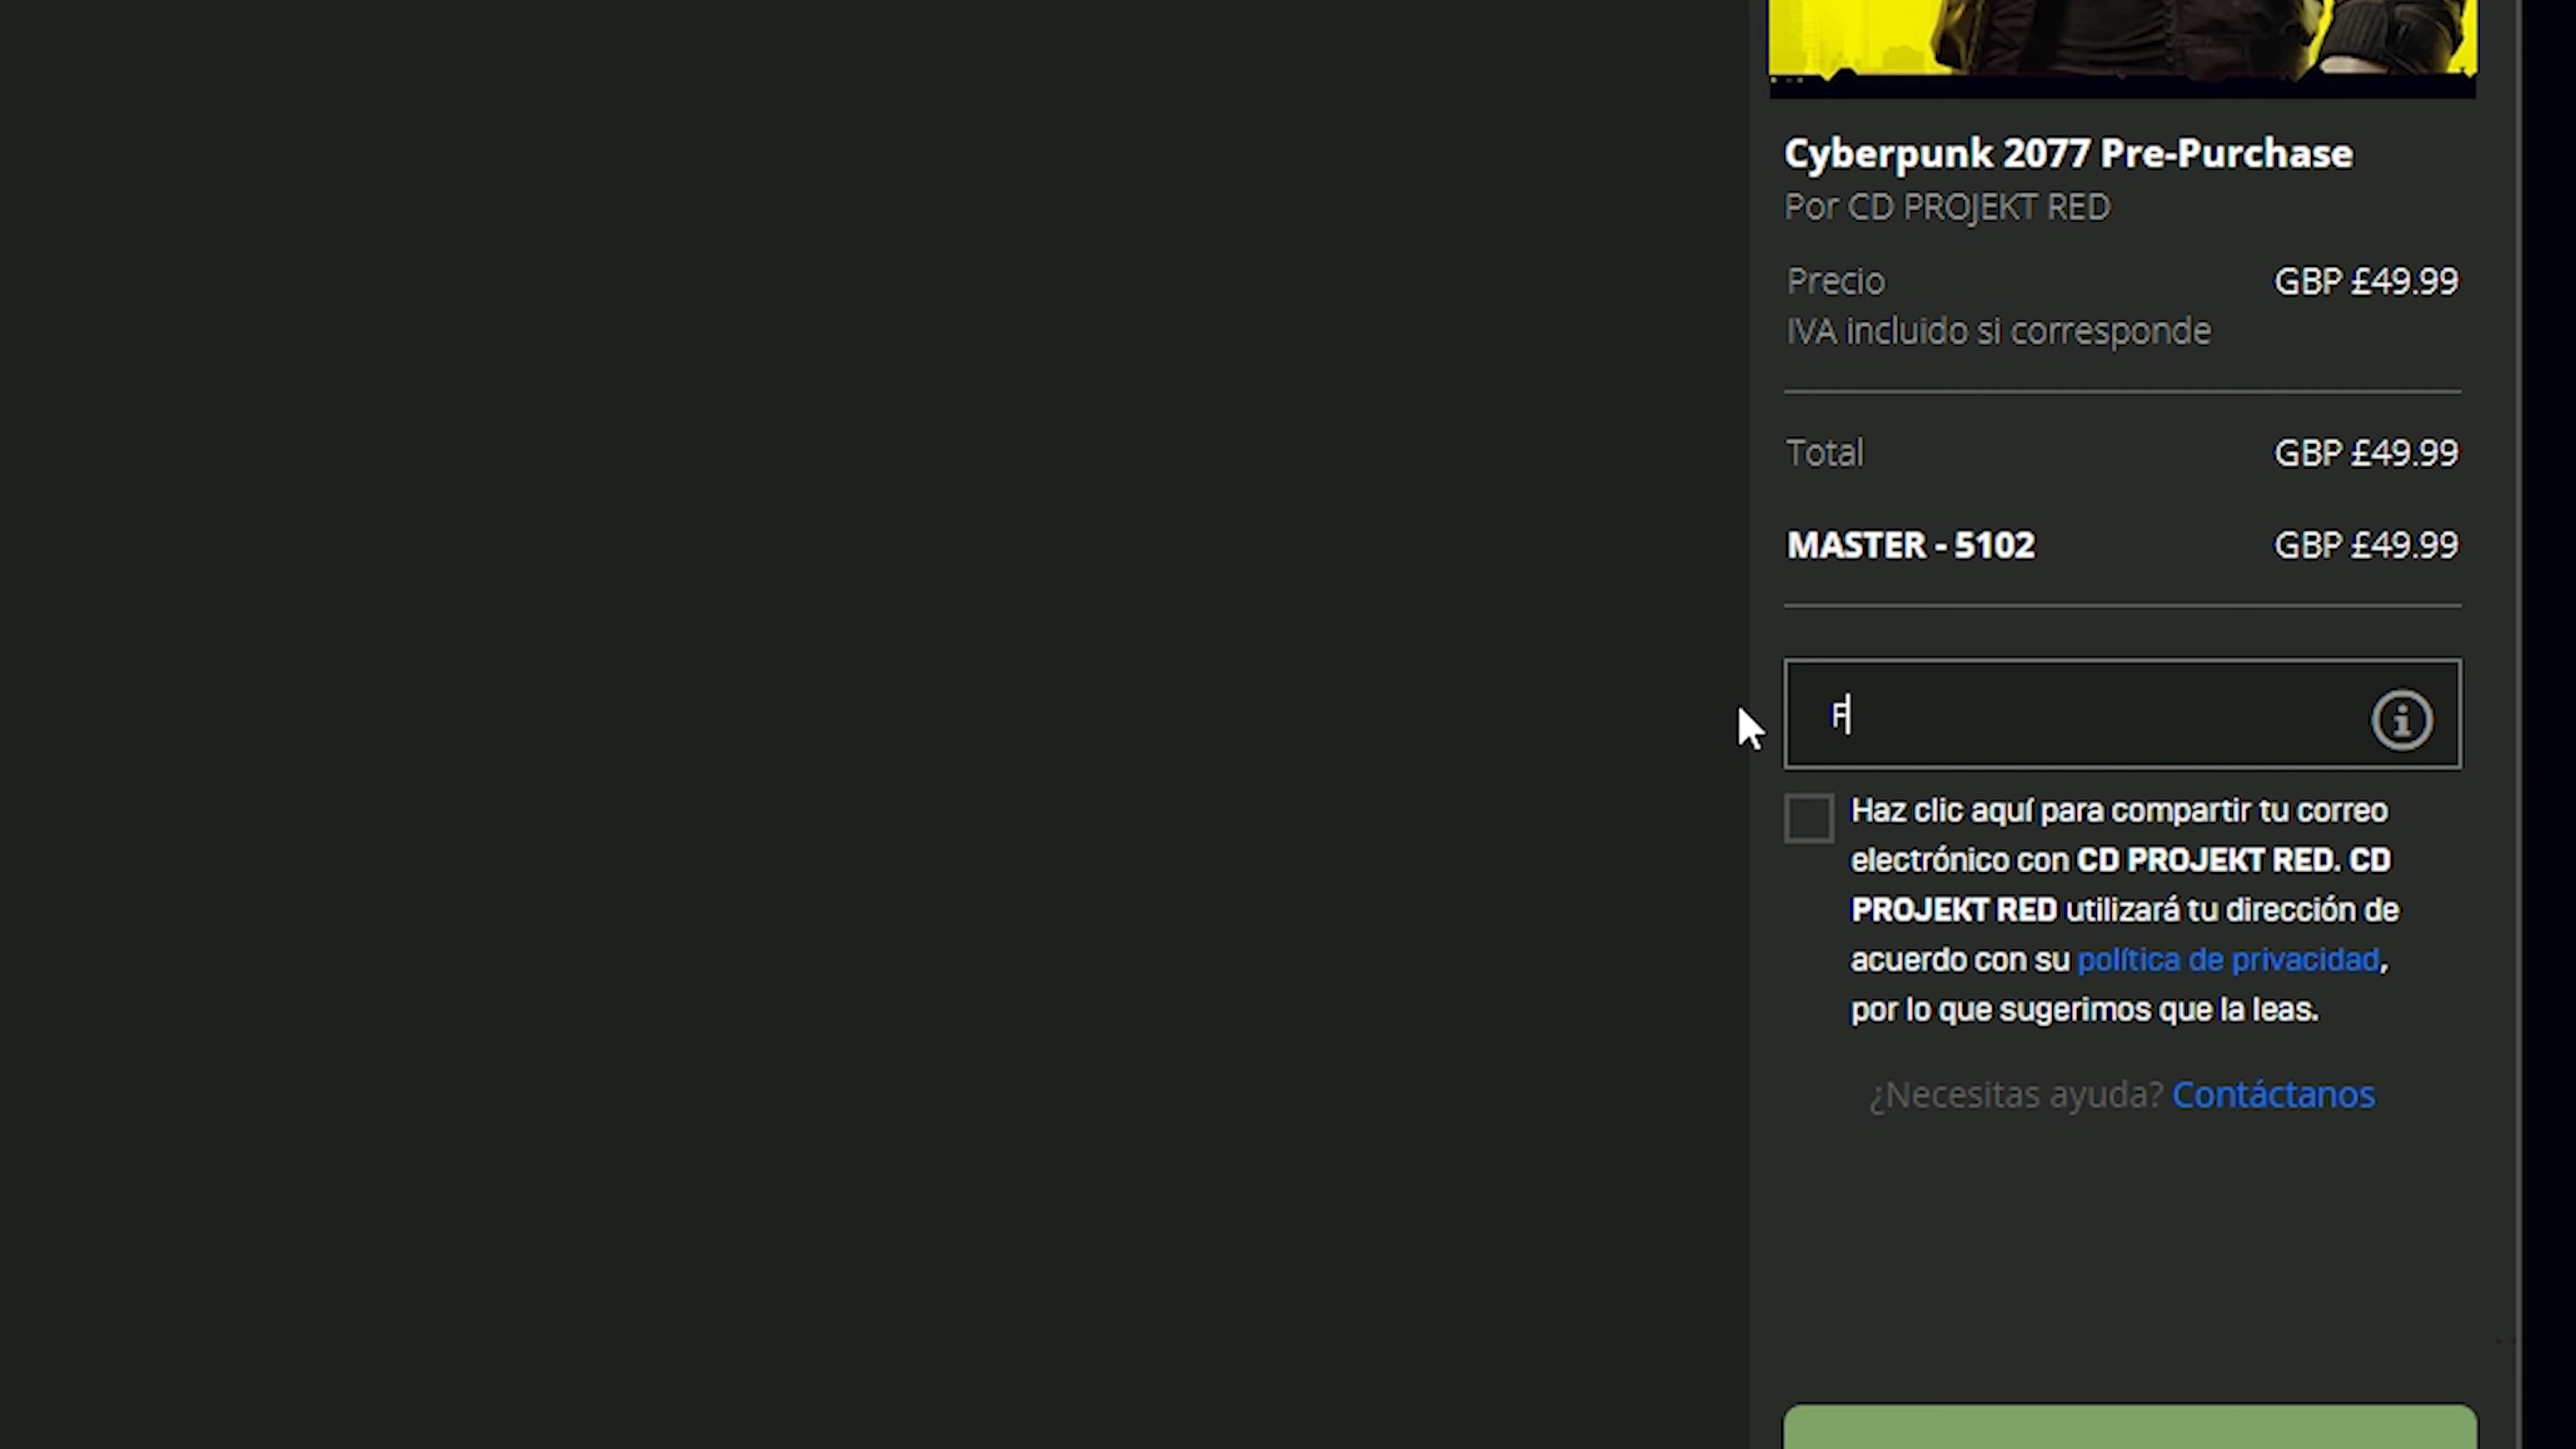 Cyberpunk 2077 Pre-Purchase
Por CD PROJEKT RED
Precio GBP £49.99
IVA incluido si corresponde
Total GBP £49.99
MASTER - 5102 GBP £49.99
F
Haz clic aquí para compartir tu correo
electrónico con CD PROJEKT RED. CD
PROJEKT RED utilizará tu dirección de
acuerdo con su política de privacidad,
por lo que sugerimos que la leas.
¿Necesitas ayuda? Contáctanos